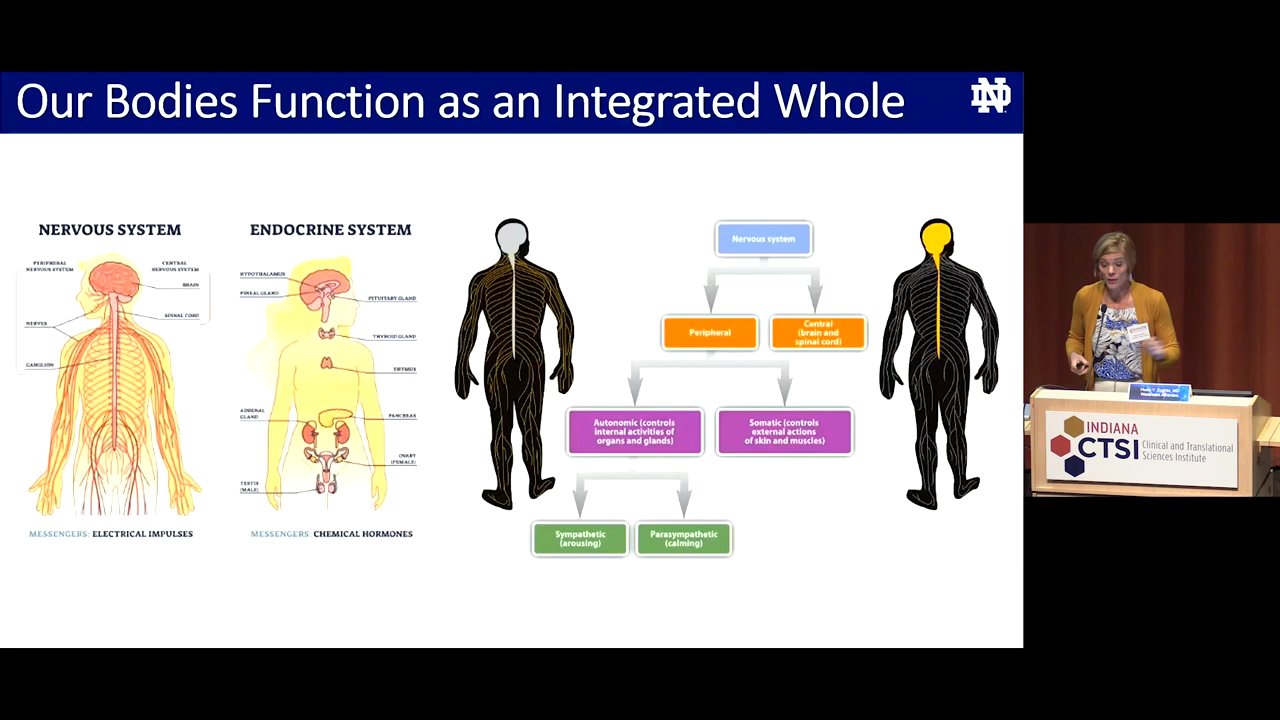 Our Bodies Function as an Integrated Whole
ND
NERVOUS SYSTEM
PERIPHERAL
NERVOUS SYSTEM
CENTRAL
NERVOUS SYSTEM
BRAIN
SPINAL CORD
NERVES
GANGLION
MESSENGERS: ELECTRICAL IMPULSES
ENDOCRINE SYSTEM
HYPOTHALAMUS
PINEAL GLAND
PITUITARY GLAND
THYROID GLAND
THYMUS
ADRENAL
GLAND
PANCREAS
OVARY
(FEMALE)
TESTIS
(MALE)
MESSENGERS: CHEMICAL HORMONES
Nervous system
Peripheral
Central
(brain and
spinal cord)
Autonomic (controls
internal activities of
organs and glands)
Somatic (controls
external actions
of skin and muscles)
Sympathetic
(arousing)
Parasympathetic
(calming)
INDIANA
CTSI
Clinical and Translational
Sciences Institute